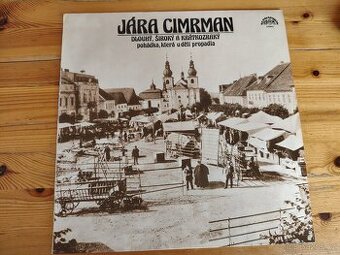 JÁRA CIMRMAN
DLOUHÝ, ŠIROKÝ A KRÁTKOZRAKÝ
pohádka, která u dětí propadla